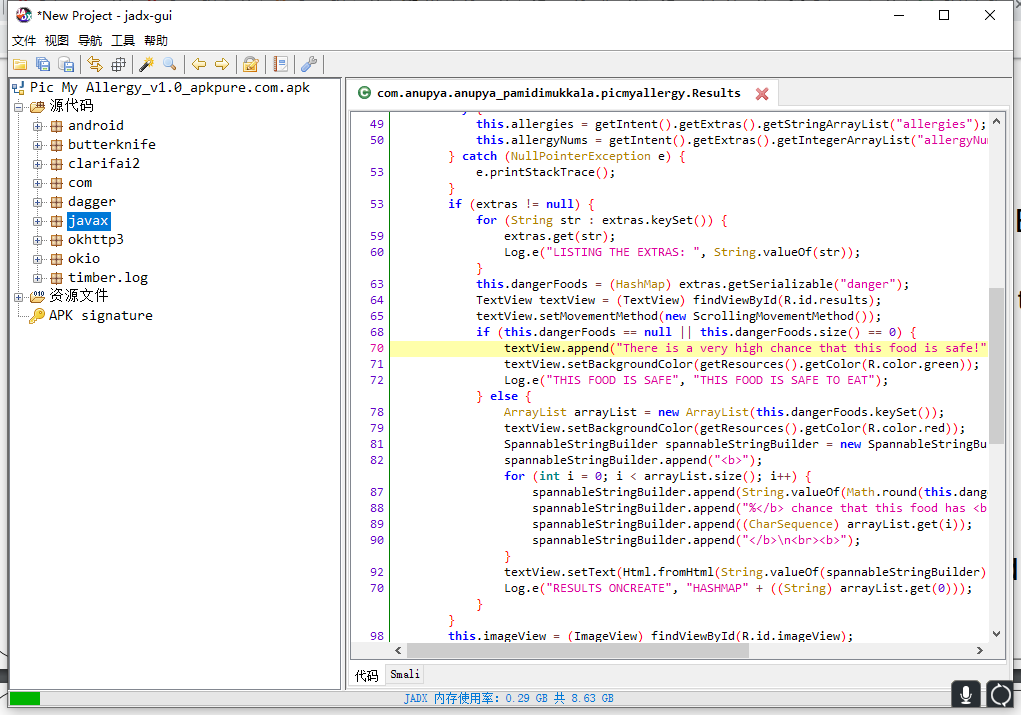 *New Project - jadx-gui
文件 视图 导航 工具 帮助
Pic My Allergy_v1.0_apkpure.com.apk
源代码
android
butterknife
clarifai2
com
dagger
javax
okhttp3
okio
timber.log
资源文件
APK signature
com.anupya.anupya_pamidimukkala.picmyallergy.Results
49 this.allergies = getIntent().getExtras().getStringArrayList("allergies");
50 this.allergyNums = getIntent().getExtras().getIntegerArrayList("allergyNu
} catch (NullPointerException e) {
53 e.printStackTrace();
}
53 if (extras != null) {
for (String str : extras.keySet()) {
59 extras.get(str);
60 Log.e("LISTING THE EXTRAS: ", String.valueOf(str));
}
63 this.dangerFoods = (HashMap) extras.getSerializable("danger");
64 TextView textView = (TextView) findViewById(R.id.results);
65 textView.setMovementMethod(new ScrollingMovementMethod());
68 if (this.dangerFoods == null || this.dangerFoods.size() == 0) {
70 textView.append("There is a very high chance that this food is safe!"
71 textView.setBackgroundColor(getResources().getColor(R.color.green));
72 Log.e("THIS FOOD IS SAFE", "THIS FOOD IS SAFE TO EAT");
} else {
78 ArrayList arrayList = new ArrayList(this.dangerFoods.keySet());
79 textView.setBackgroundColor(getResources().getColor(R.color.red));
81 SpannableStringBuilder spannableStringBuilder = new SpannableStringBu
82 spannableStringBuilder.append("<b>");
for (int i = 0; i < arrayList.size(); i++) {
87 spannableStringBuilder.append(String.valueOf(Math.round(this.dang
88 spannableStringBuilder.append("%</b> chance that this food has <b
89 spannableStringBuilder.append((CharSequence) arrayList.get(i));
90 spannableStringBuilder.append("</b>\n<br><b>");
}
92 textView.setText(Html.fromHtml(String.valueOf(spannableStringBuilder)
70 Log.e("RESULTS ONCREATE", "HASHMAP" + ((String) arrayList.get(0)));
}
}
98 this.imageView = (ImageView) findViewById(R.id.imageView);
代码 Smali
JADX 内存使用率: 0.29 GB 共 8.63 GB